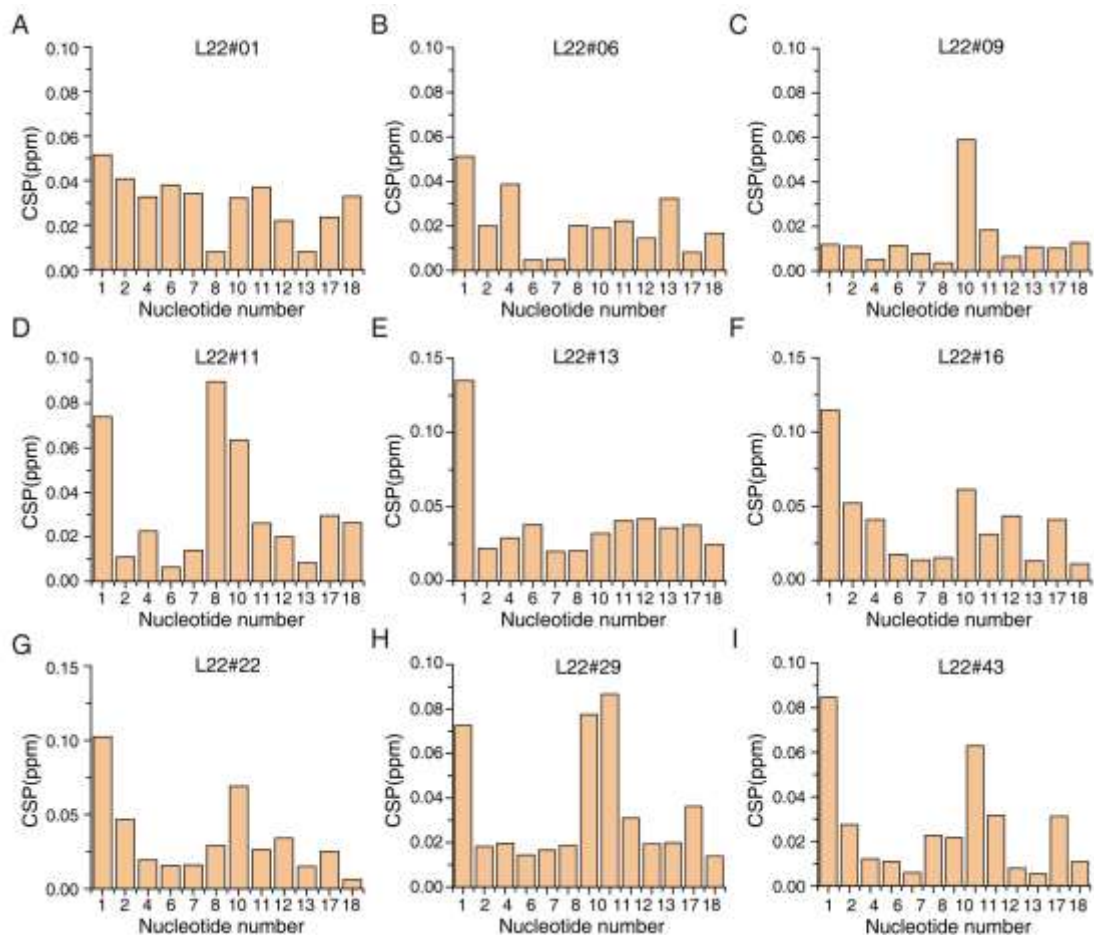 A
L22#01
0.10
0.08
0.06
0.04
0.02
0.00
CSP(ppm)
1 2 4 6 7 8 10 11 12 13 17 18
Nucleotide number
B
L22#06
0.10
0.08
0.06
0.04
0.02
0.00
CSP(ppm)
1 2 4 6 7 8 10 11 12 13 17 18
Nucleotide number
C
L22#09
0.10
0.08
0.06
0.04
0.02
0.00
CSP(ppm)
1 2 4 6 7 8 10 11 12 13 17 18
Nucleotide number
D
L22#11
0.10
0.08
0.06
0.04
0.02
0.00
CSP(ppm)
1 2 4 6 7 8 10 11 12 13 17 18
Nucleotide number
E
L22#13
0.15
0.10
0.05
0.00
CSP(ppm)
1 2 4 6 7 8 10 11 12 13 17 18
Nucleotide number
F
L22#16
0.15
0.10
0.05
0.00
CSP(ppm)
1 2 4 6 7 8 10 11 12 13 17 18
Nucleotide number
G
L22#22
0.15
0.10
0.05
0.00
CSP(ppm)
1 2 4 6 7 8 10 11 12 13 17 18
Nucleotide number
H
L22#29
0.10
0.08
0.06
0.04
0.02
0.00
CSP(ppm)
1 2 4 6 7 8 10 11 12 13 17 18
Nucleotide number
I
L22#43
0.10
0.08
0.06
0.04
0.02
0.00
CSP(ppm)
1 2 4 6 7 8 10 11 12 13 17 18
Nucleotide number